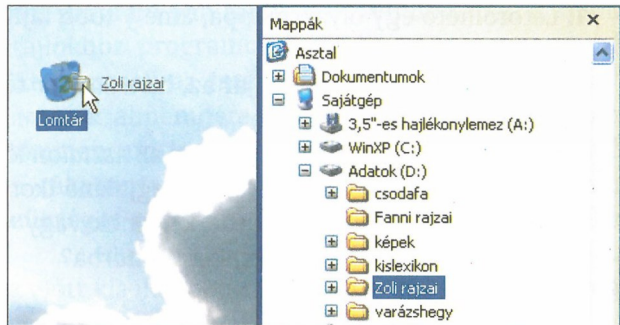 Zoli rajzai
Lomtár
Mappák
Asztal
Dokumentumok
Sajátgép
3,5"-es hajlékonylemez (A:)
WinXP (C:)
Adatok (D:)
csodafa
Fanni rajzai
képek
kislexikon
Zoli rajzai
varázshegy